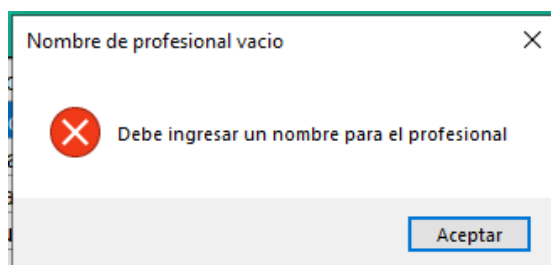 Nombre de profesional vacio
Debe ingresar un nombre para el profesional
Aceptar